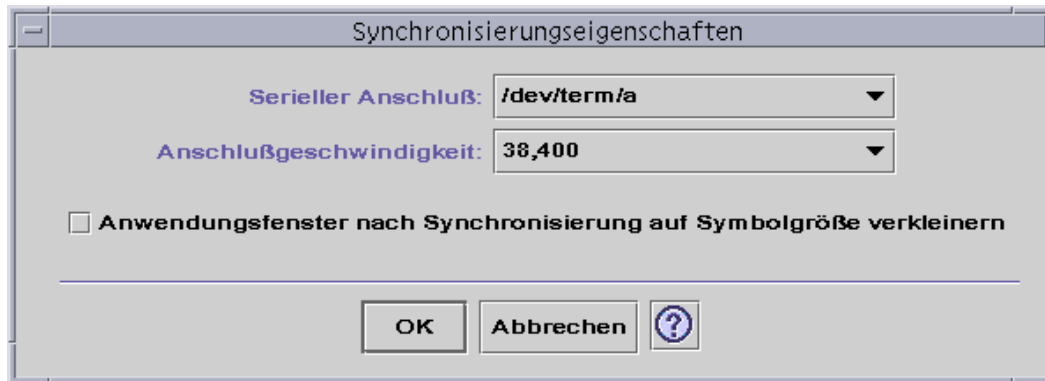 Synchronisierungseigenschaften
Serieller Anschluß: /dev/term/a
Anschlußgeschwindigkeit: 38,400
Anwendungsfenster nach Synchronisierung auf Symbolgröße verkleinern
OK Abbrechen ?